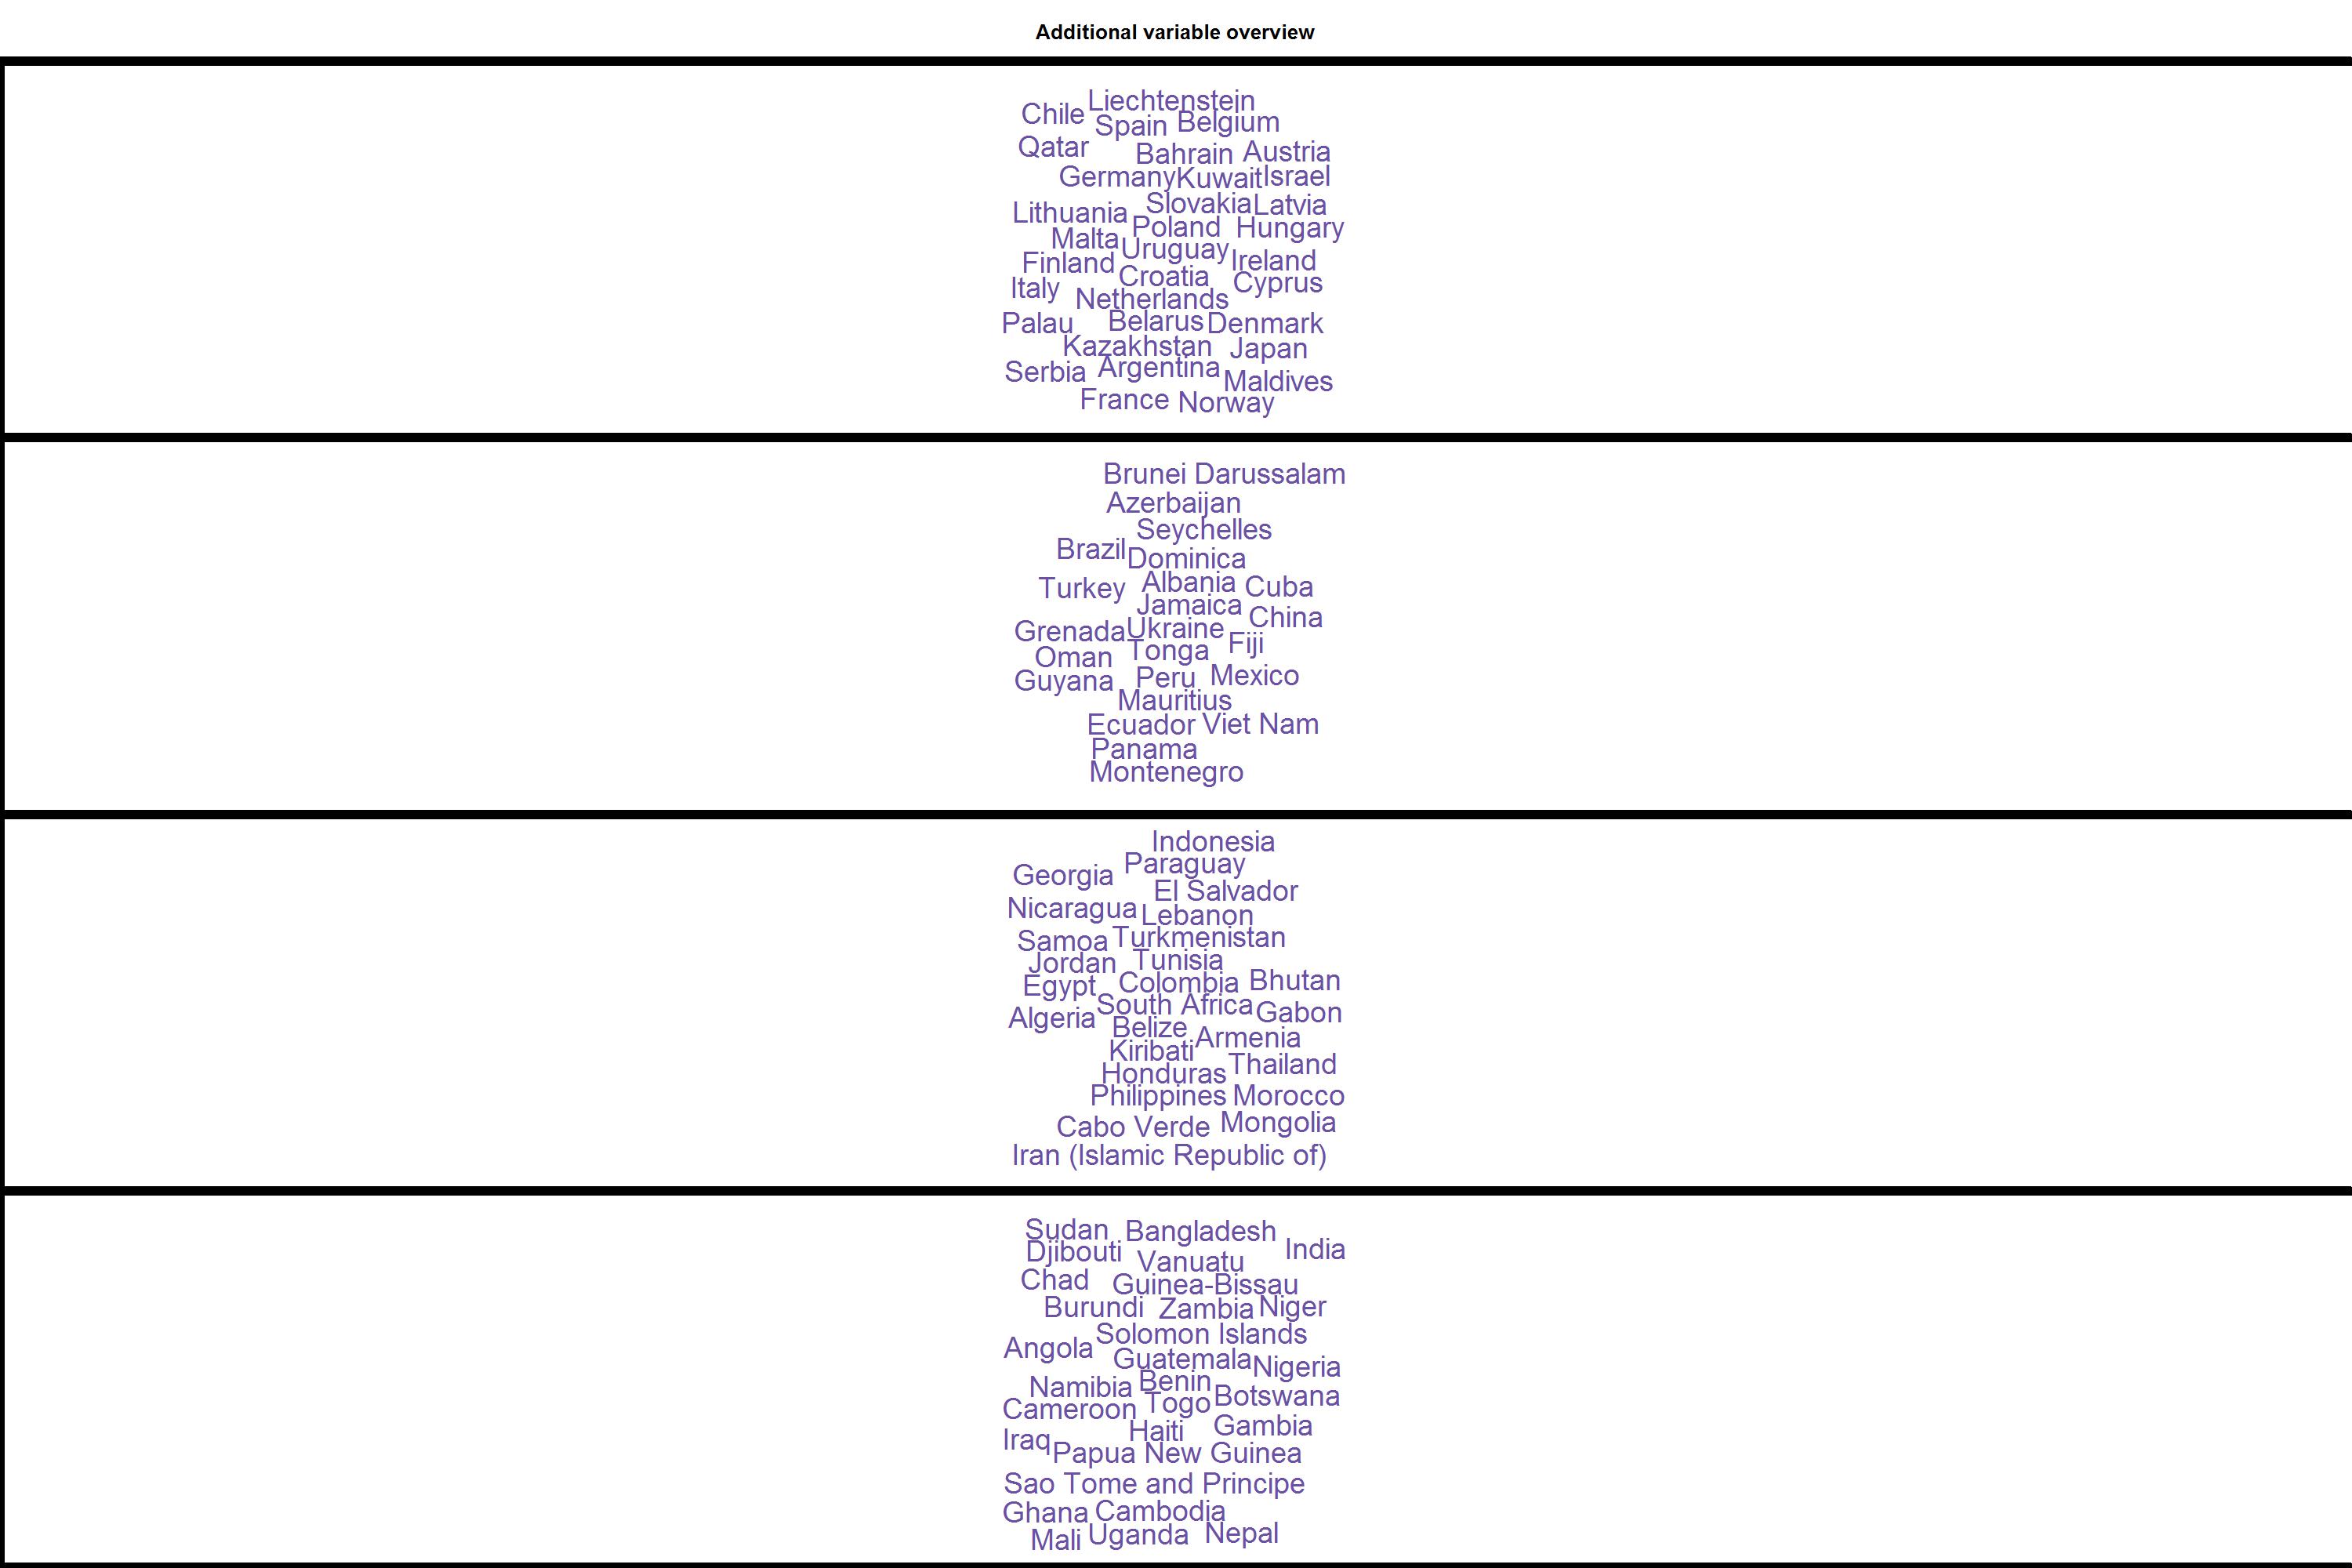 Additional variable overview
Liechtenstein
Chile Spain Belgium
Qatar Bahrain Austria
Germany Kuwait Israel
Lithuania Slovakia Latvia
Malta Poland Hungary
Finland Uruguay Ireland
Italy Croatia Cyprus
Netherlands
Palau Belarus Denmark
Kazakhstan Japan
Serbia Argentina Maldives
France Norway
Brunei Darussalam
Azerbaijan
Seychelles
Brazil Dominica
Turkey Albania Cuba
Jamaica China
Grenada Ukraine Fiji
Oman Tonga
Guyana Peru Mexico
Mauritius
Ecuador Viet Nam
Panama
Montenegro
Indonesia
Georgia Paraguay
El Salvador
Nicaragua Lebanon
Samoa Turkmenistan
Jordan Tunisia
Egypt Colombia Bhutan
Algeria South Africa Gabon
Belize Armenia
Kiribati Thailand
Honduras
Philippines Morocco
Cabo Verde Mongolia
Iran (Islamic Republic of)
Sudan Bangladesh
Djibouti Vanuatu India
Chad Guinea-Bissau
Burundi Zambia Niger
Angola Solomon Islands
Guatemala Nigeria
Namibia Benin Botswana
Cameroon Togo
Iraq Haiti Gambia
Papua New Guinea
Sao Tome and Principe
Ghana Cambodia
Mali Uganda Nepal